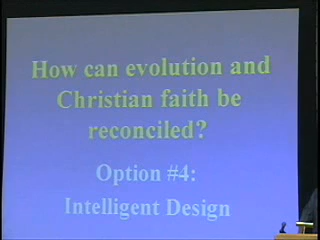 How can evolution and
Christian faith be
reconciled?
Option #4:
Intelligent Design